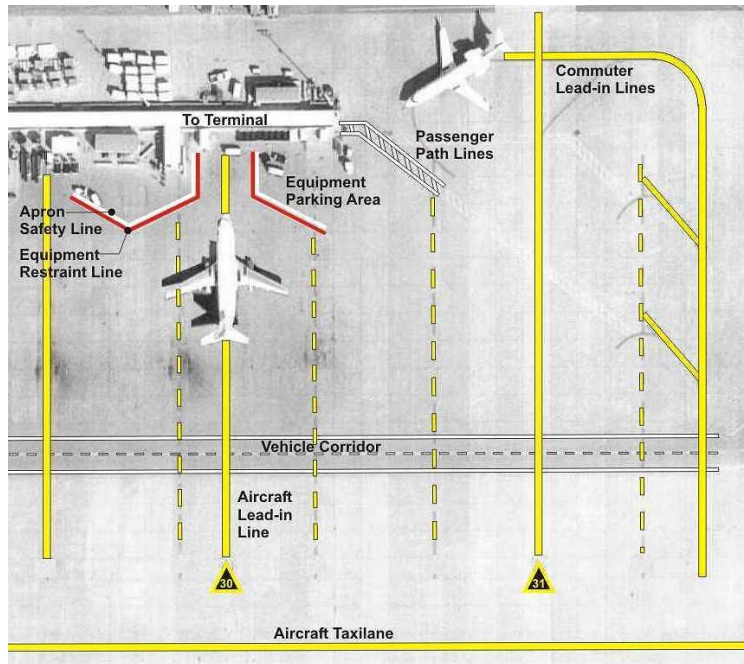 Commuter
Lead-in Lines
To Terminal
Passenger
Path Lines
Equipment
Parking Area
Apron
Safety Line
Equipment
Restraint Line
Vehicle Corridor
Aircraft
Lead-in
Line
30
31
Aircraft Taxilane